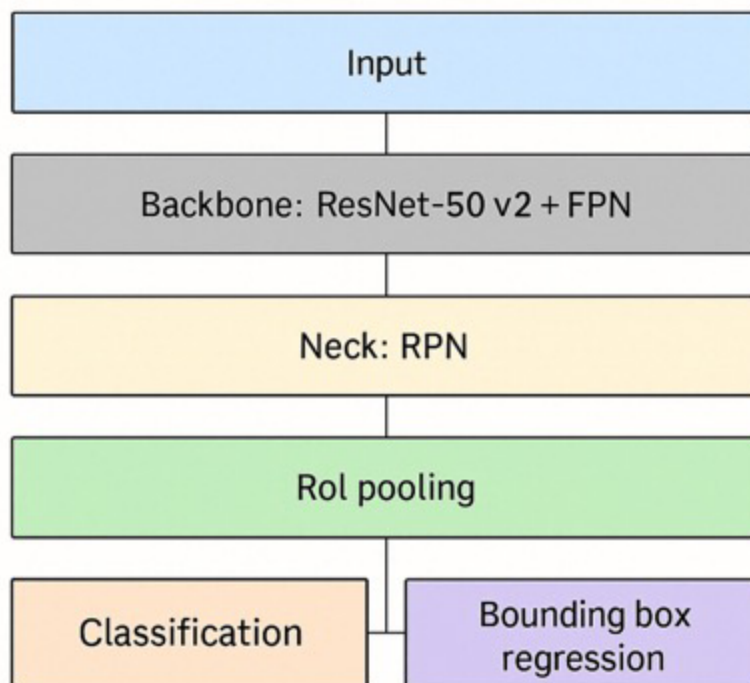 Input
Backbone: ResNet-50 v2 + FPN
Neck: RPN
RoI pooling
Classification
Bounding box
regression